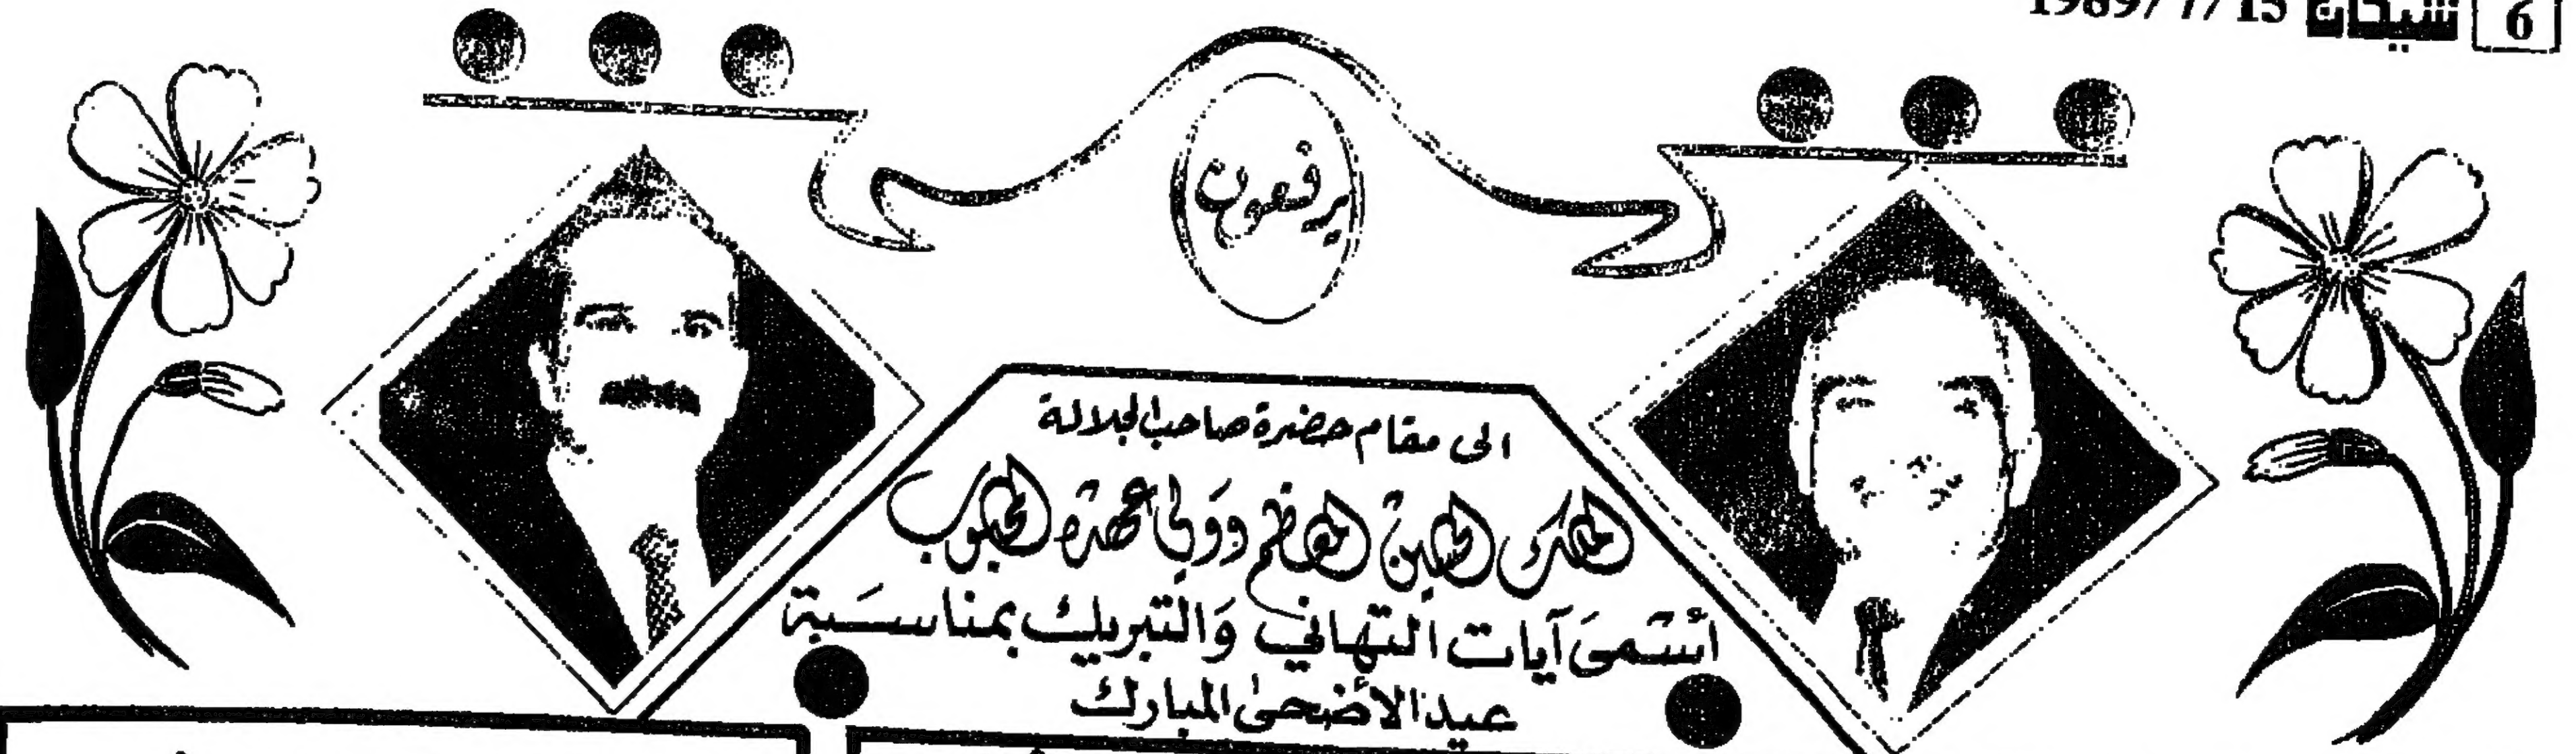 6 شيحان 1989/7/15
يرفعون
الى مقام حضرة صاحب الجلالة
الملك الحسين المعظم وولي عهده المحبوب
أسمى آيات التهاني والتبريك بمناسبة
عيد الأضحى المبارك